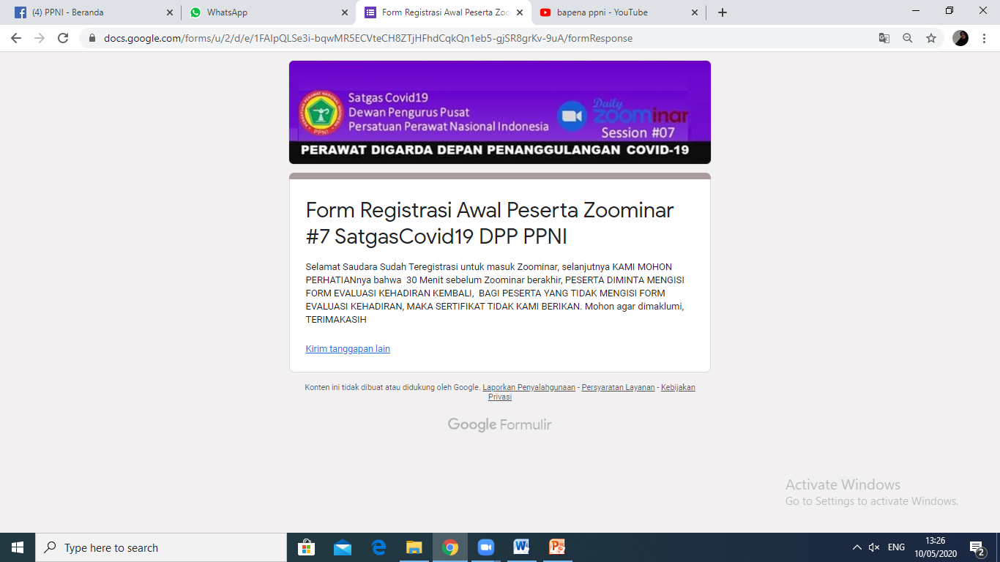 (4) PPNI - Beranda
WhatsApp
Form Registrasi Awal Peserta Zoo
bapena ppni - YouTube
docs.google.com/forms/u/2/d/e/1FAIpQLSe3i-bqwMR5ECVteCH8ZTjHFhdCqkQn1eb5-gjSR8grKv-9uA/formResponse
PPNI
Satgas Covid19
Dewan Pengurus Pusat
Persatuan Perawat Nasional Indonesia
Daily
zoominar
Session #07
PERAWAT DIGARDA DEPAN PENANGGULANGAN COVID-19
Form Registrasi Awal Peserta Zoominar
#7 SatgasCovid19 DPP PPNI
Selamat Saudara Sudah Teregistrasi untuk masuk Zoominar, selanjutnya KAMI MOHON
PERHATIANnya bahwa  30 Menit sebelum Zoominar berakhir, PESERTA DIMINTA MENGISI
FORM EVALUASI KEHADIRAN KEMBALI,  BAGI PESERTA YANG TIDAK MENGISI FORM
EVALUASI KEHADIRAN, MAKA SERTIFIKAT TIDAK KAMI BERIKAN. Mohon agar dimaklumi,
TERIMAKASIH
Kirim tanggapan lain
Konten ini tidak dibuat atau didukung oleh Google. Laporkan Penyalahgunaan - Persyaratan Layanan - Kebijakan
Privasi
Google Formulir
Activate Windows
Go to Settings to activate Windows.
Type here to search
ENG
13:26
10/05/2020
2